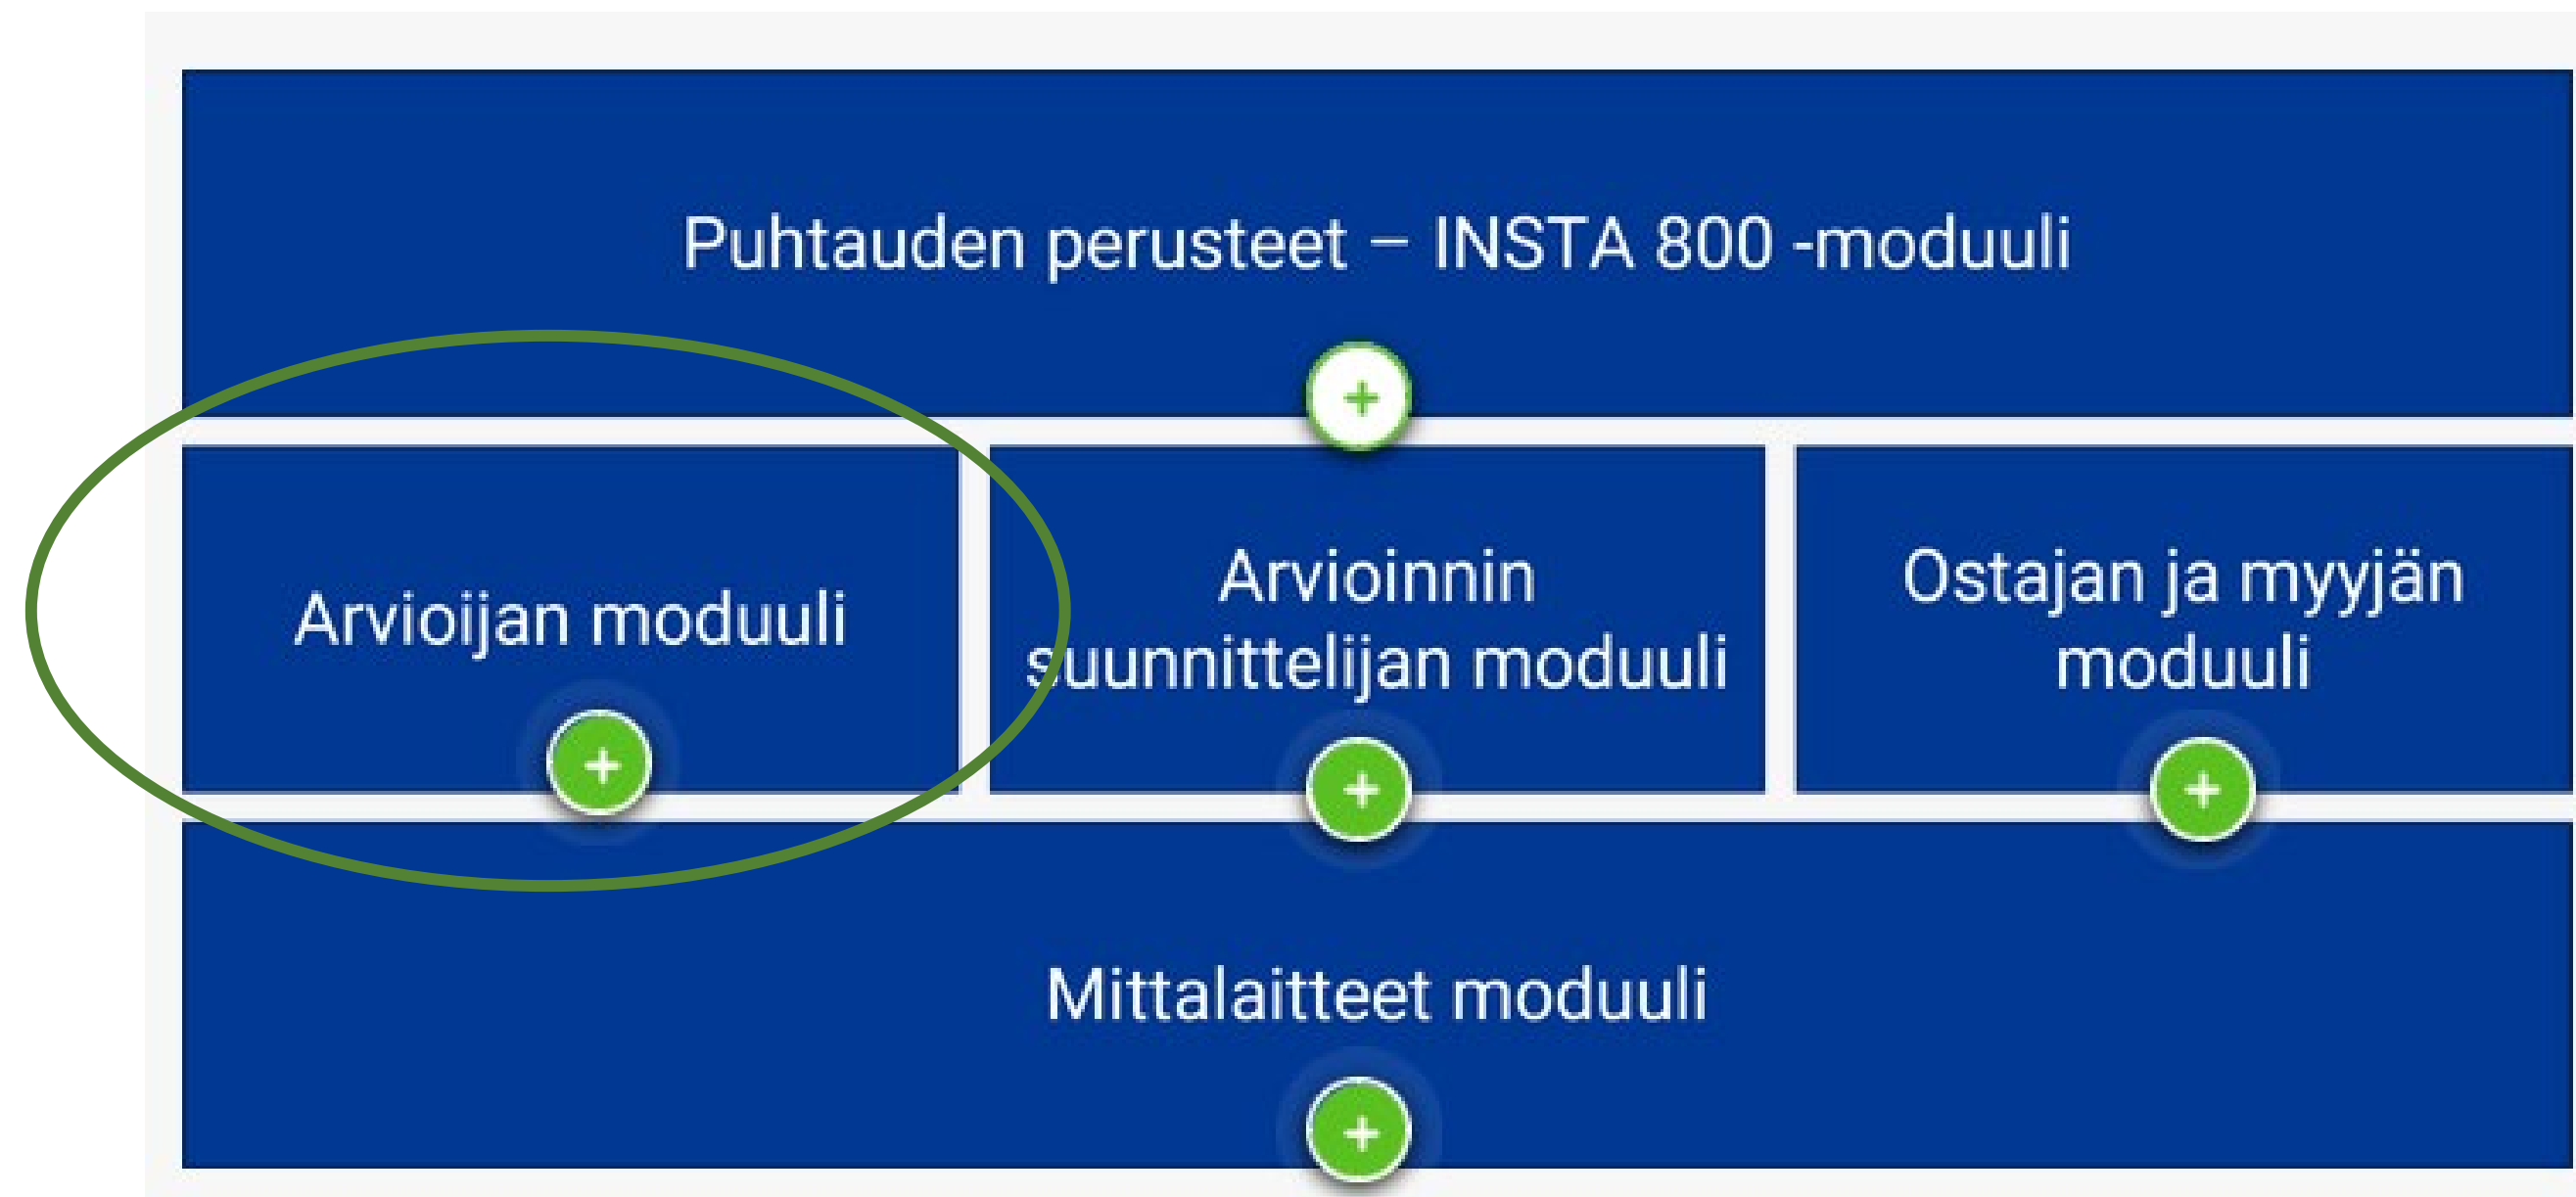 Puhtauden perusteet – INSTA 800 -moduuli
Arvioijan moduuli
Arvioinnin
suunnittelijan moduuli
Ostajan ja myyjän
moduuli
Mittalaitteet moduuli